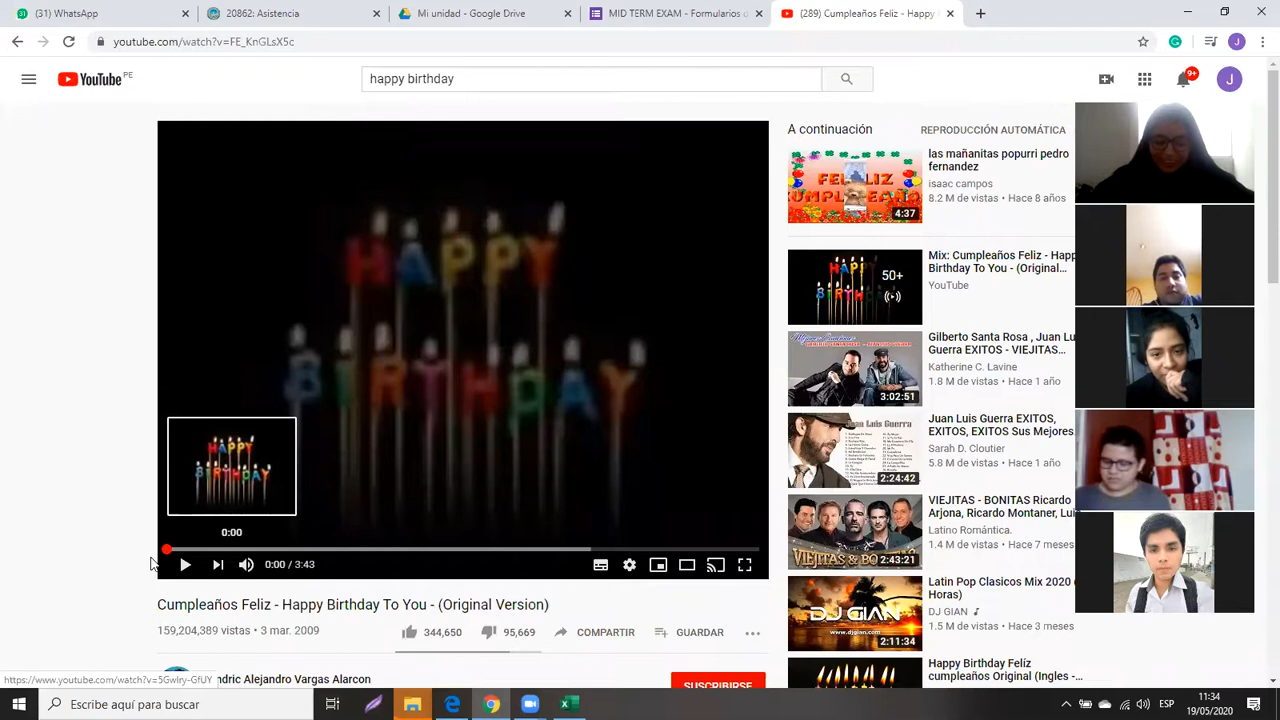 (31) WhatsApp
20862: Asistencia
Mi unidad - Google Drive
MID TERM EXAM - Formularios
(289) Cumpleaños Feliz - Happy
youtube.com/watch?v=FE_KnGLsX5c
YouTube PE
happy birthday
9+
J
A continuación
REPRODUCCIÓN AUTOMÁTICA
las mañanitas popurri pedro
fernandez
isaac campos
8.2 M de vistas • Hace 8 años
4:37
Mix: Cumpleaños Feliz - Happ
Birthday To You - (Original...
YouTube
50+
HAPPY
Gilberto Santa Rosa , Juan Lu
Guerra EXITOS - VIEJITAS...
Katherine C. Lavine
1.8 M de vistas • Hace 1 año
3:02:51
Juan Luis Guerra EXITOS,
EXITOS, EXITOS Sus Mejores
Sarah D. Cloutier
5.8 M de vistas • Hace 1 año
2:24:42
VIEJITAS - BONITAS Ricardo
Arjona, Ricardo Montaner, Lui
Latino Romántica.
1.4 M de vistas • Hace 7 meses
2:43:21
Latin Pop Clasicos Mix 2020 (
Horas)
DJ GIAN
1.5 M de vistas • Hace 3 meses
DJ GIAN
www.djgian.com
2:11:34
Happy Birthday Feliz
cumpleaños Original (Ingles -...
HAPPY
BIRTHDAY
0:00
0:00 / 3:43
Cumpleaños Feliz - Happy Birthday To You - (Original Version)
vistas • 3 mar. 2009
344,650
95,669
COMPARTIR
GUARDAR
ndric Alejandro Vargas Alarcon
SUSCRIBIRSE
Escribe aquí para buscar
ESP
11:34
19/05/2020